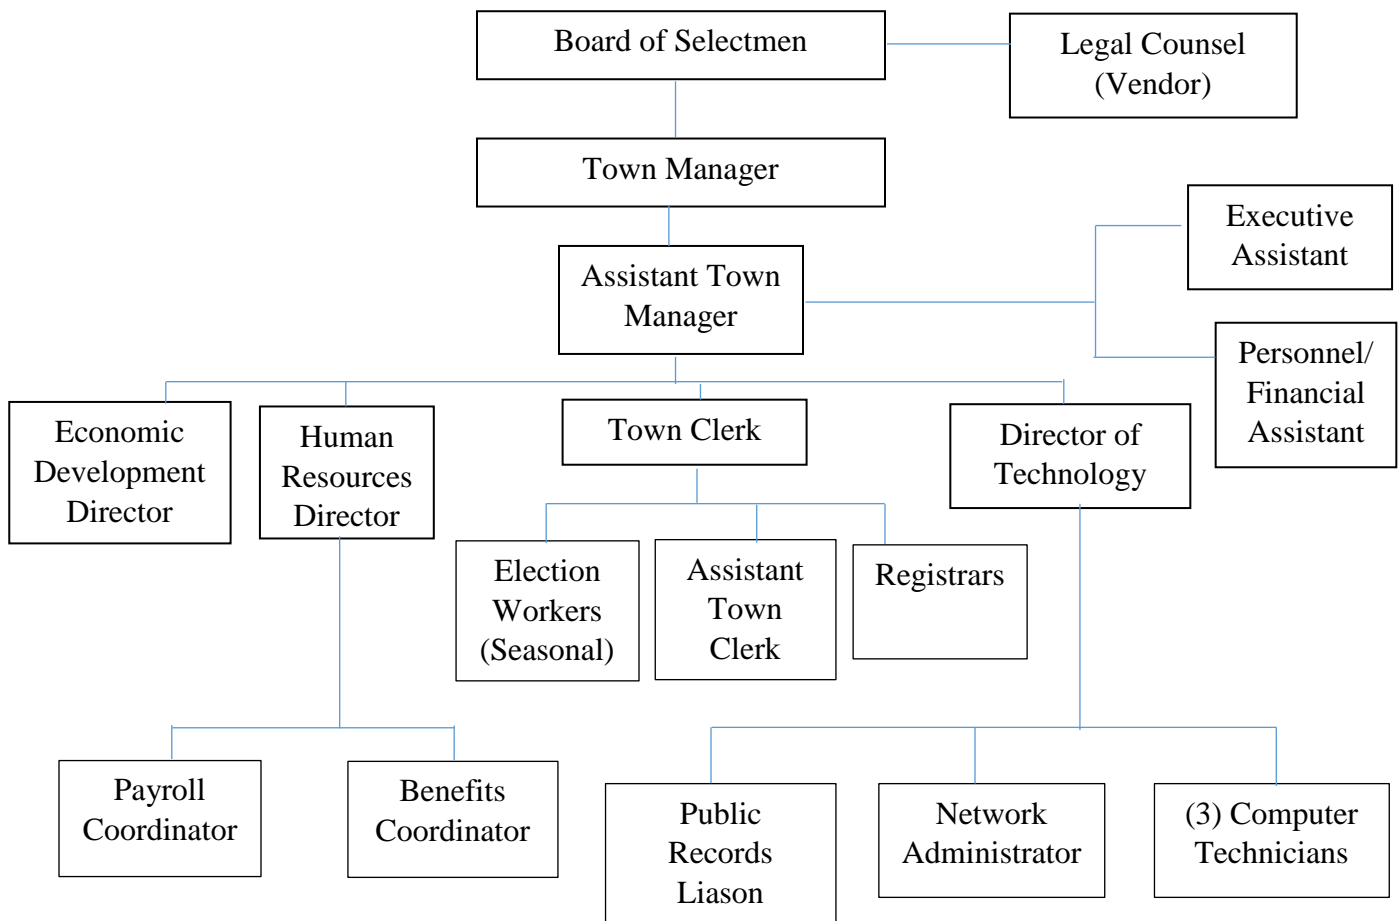 Board of Selectmen
Legal Counsel
(Vendor)
Town Manager
Executive
Assistant
Assistant Town
Manager
Personnel/
Financial
Assistant
Economic
Development
Director
Human
Resources
Director
Town Clerk
Director of
Technology
Election
Workers
(Seasonal)
Assistant
Town
Clerk
Registrars
Payroll
Coordinator
Benefits
Coordinator
Public
Records
Liason
Network
Administrator
(3) Computer
Technicians